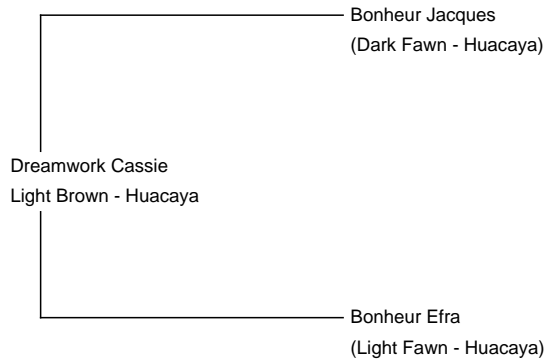 Bonheur Jacques
(Dark Fawn - Huacaya)
Dreamwork Cassie
Light Brown - Huacaya
Bonheur Efra
(Light Fawn - Huacaya)